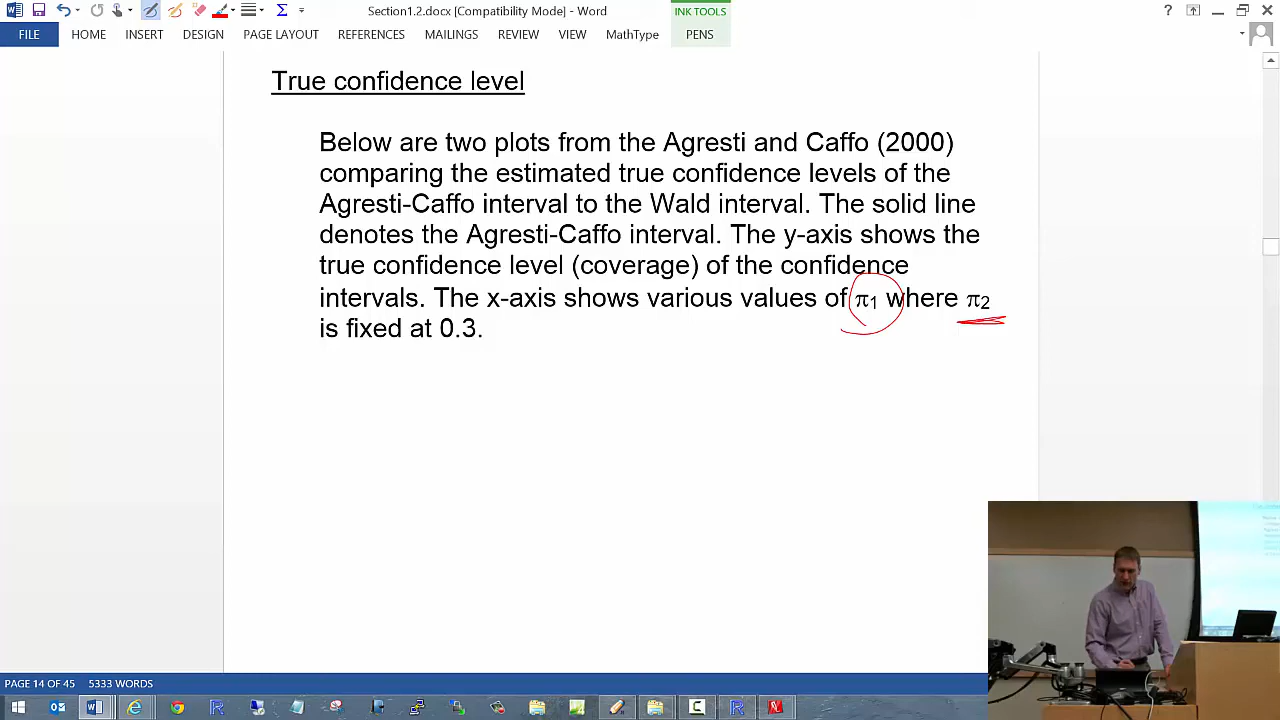 Section1.2.docx [Compatibility Mode] - Word
INK TOOLS
FILE HOME INSERT DESIGN PAGE LAYOUT REFERENCES MAILINGS REVIEW VIEW MathType PENS
True confidence level
Below are two plots from the Agresti and Caffo (2000)
comparing the estimated true confidence levels of the
Agresti-Caffo interval to the Wald interval. The solid line
denotes the Agresti-Caffo interval. The y-axis shows the
true confidence level (coverage) of the confidence
intervals. The x-axis shows various values of π1 where π2
is fixed at 0.3.
PAGE 14 OF 45 5333 WORDS